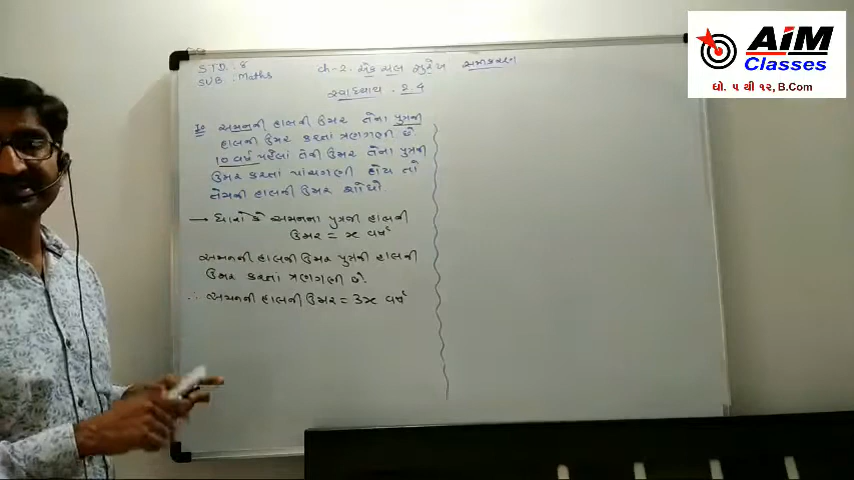 AiM
Classes
ધો. ૫ થી ૧૨, B.Com
STD: 8
SUB: Maths
ch-2. એક ચલ સુરેખ સમીકરણ
સ્વાધ્યાય . 2.4
અમનની હાલની ઉંમર તેના પુત્રની
હાલની ઉંમર કરતાં ત્રણગણી છે.
10 વર્ષ પહેલાં તેની ઉંમર તેના પુત્રની
ઉંમર કરતાં પાંચગણી હોય તો
તેમની હાલની ઉંમર શોધો
→ ધારો કે અમનના પુત્રની હાલની
ઉંમર = x વર્ષ
અમનની હાલની ઉંમર પુત્રની હાલની
ઉંમર કરતાં ત્રણગણી છે.
∴ અમનની હાલની ઉંમર = 3x વર્ષ